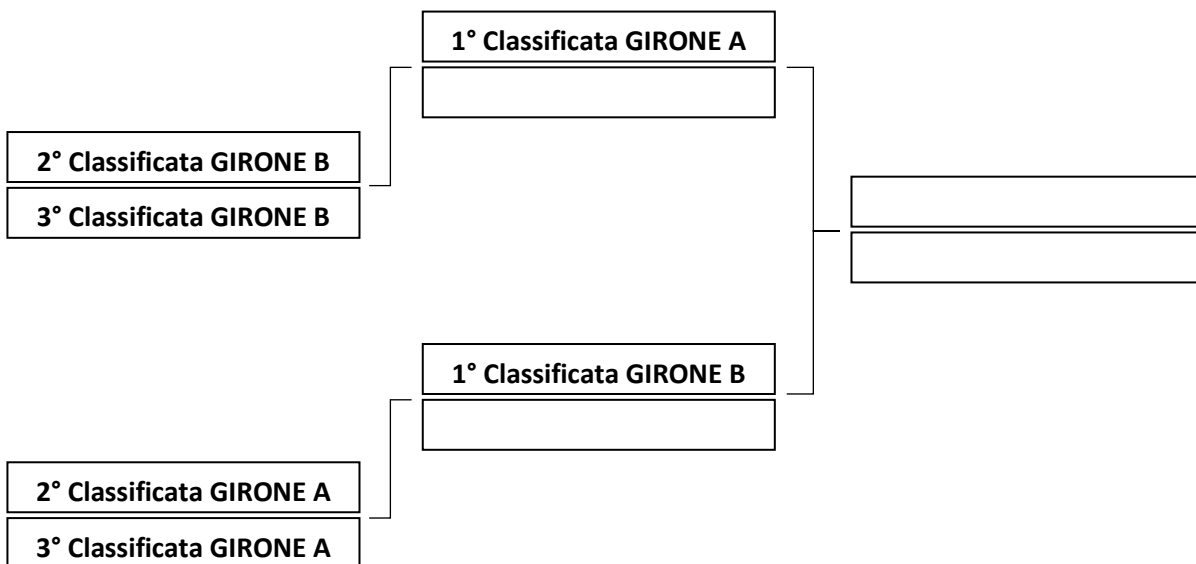 1° Classificata GIRONE A
2° Classificata GIRONE B
3° Classificata GIRONE B
1° Classificata GIRONE B
2° Classificata GIRONE A
3° Classificata GIRONE A